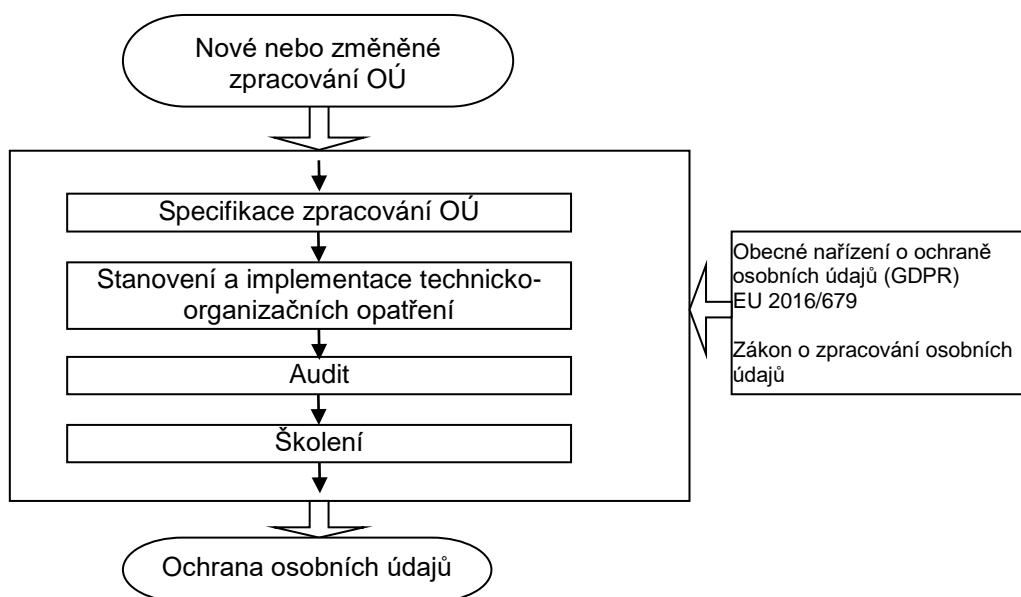 Nové nebo změněné
zpracování OÚ
Specifikace zpracování OÚ
Stanovení a implementace technicko-
organizačních opatření
Audit
Školení
Obecné nařízení o ochraně
osobních údajů (GDPR)
EU 2016/679
Zákon o zpracování osobních
údajů
Ochrana osobních údajů